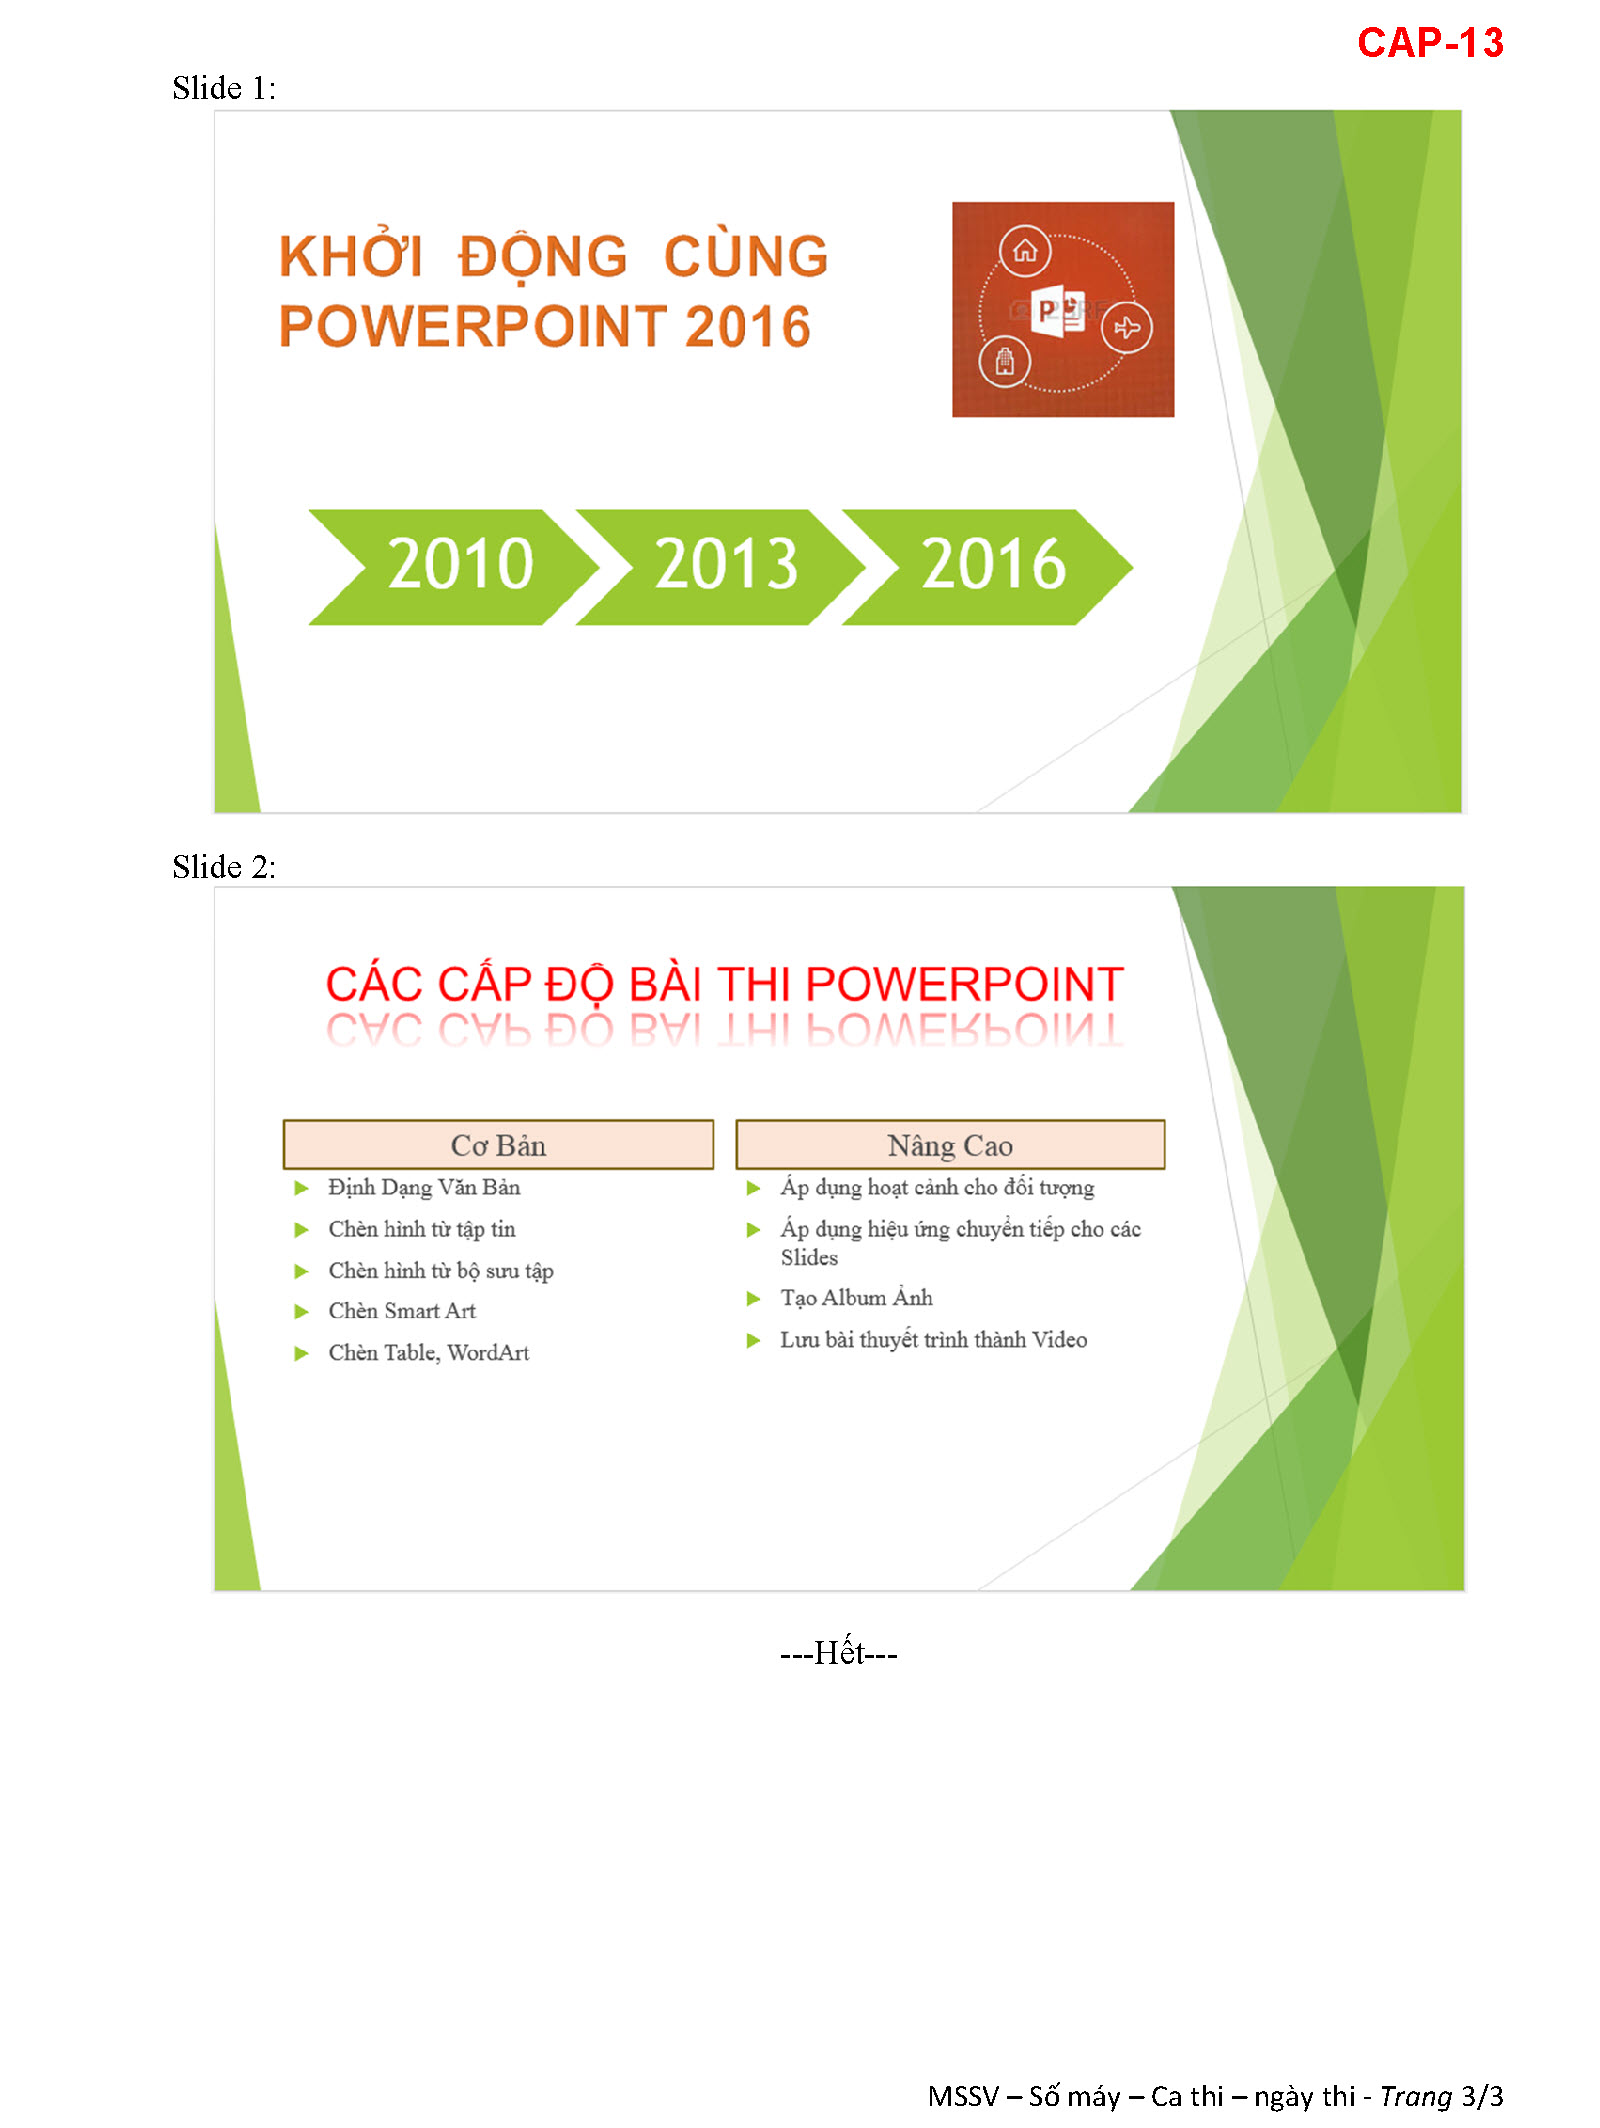 CAP-13
Slide 1:
KHỞI ĐỘNG CÙNG
POWERPOINT 2016
P
2010
2013
2016
Slide 2:
CÁC CẤP ĐỘ BÀI THI POWERPOINT
Cơ Bản
Định Dạng Văn Bản
Chèn hình từ tập tin
Chèn hình từ bộ sưu tập
Chèn Smart Art
Chèn Table, WordArt
Nâng Cao
Áp dụng hoạt cảnh cho đối tượng
Áp dụng hiệu ứng chuyển tiếp cho các
Slides
Tạo Album Ảnh
Lưu bài thuyết trình thành Video
---Hết---
MSSV – Số máy – Ca thi – ngày thi - Trang 3/3